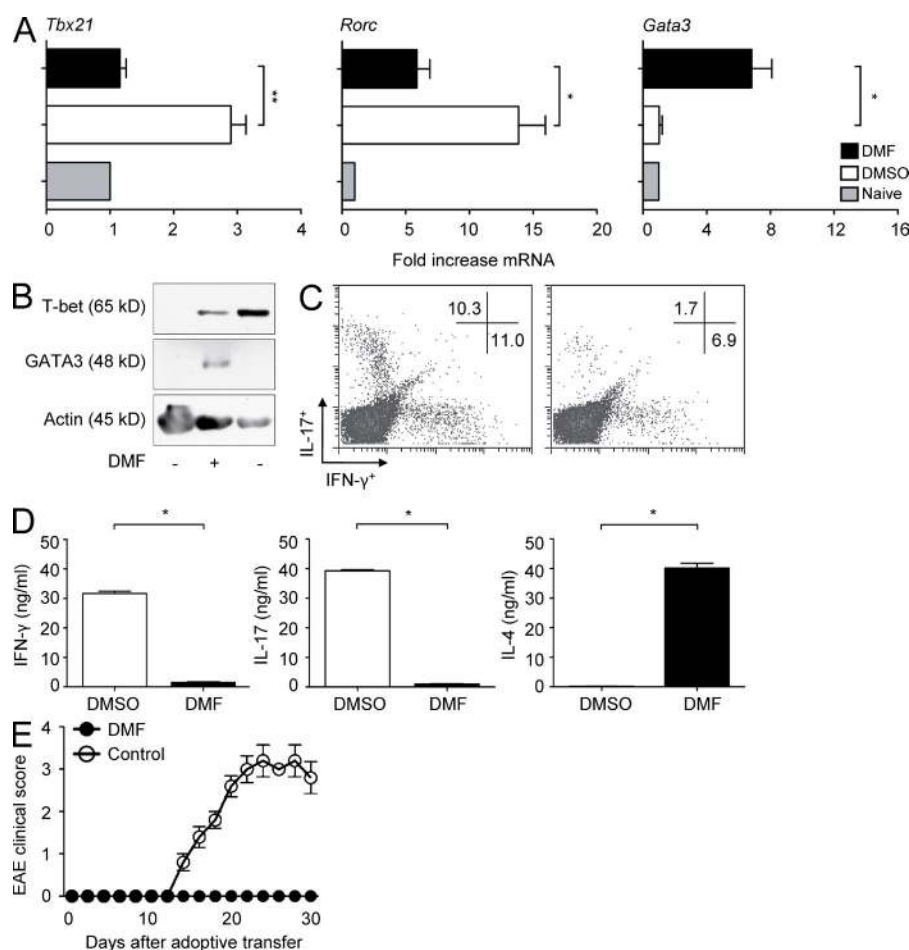 A
Tbx21
Rorc
Gata3
**
*
*
DMF
DMSO
Naive
0 1 2 3 4
0 5 10 15 20
0 4 8 12 16
Fold increase mRNA
B
T-bet (65 kD)
GATA3 (48 kD)
Actin (45 kD)
DMF - + -
C
10.3
11.0
1.7
6.9
IL-17+
IFN-γ+
D
*
*
*
50
40
30
20
10
0
IFN-γ (ng/ml)
DMSO DMF
50
40
30
20
10
0
IL-17 (ng/ml)
DMSO DMF
50
40
30
20
10
0
IL-4 (ng/ml)
DMSO DMF
E
DMF
Control
4
3
2
1
0
EAE clinical score
0 10 20 30
Days after adoptive transfer